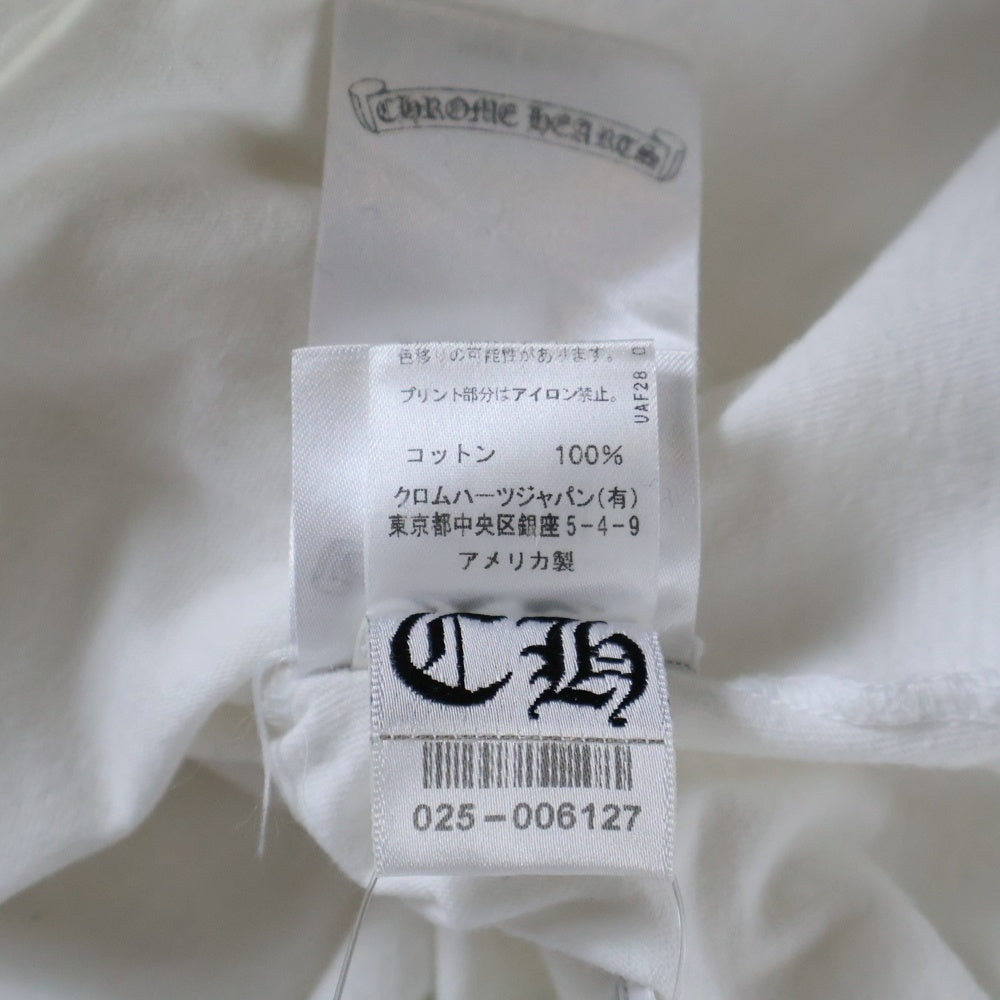 CHROME HEARTS
色移りの可能性があります。
プリント部分はアイロン禁止。
UAF28
コットン 100%
クロムハーツジャパン(有)
東京都中央区銀座5-4-9
アメリカ製
CH
025-006127